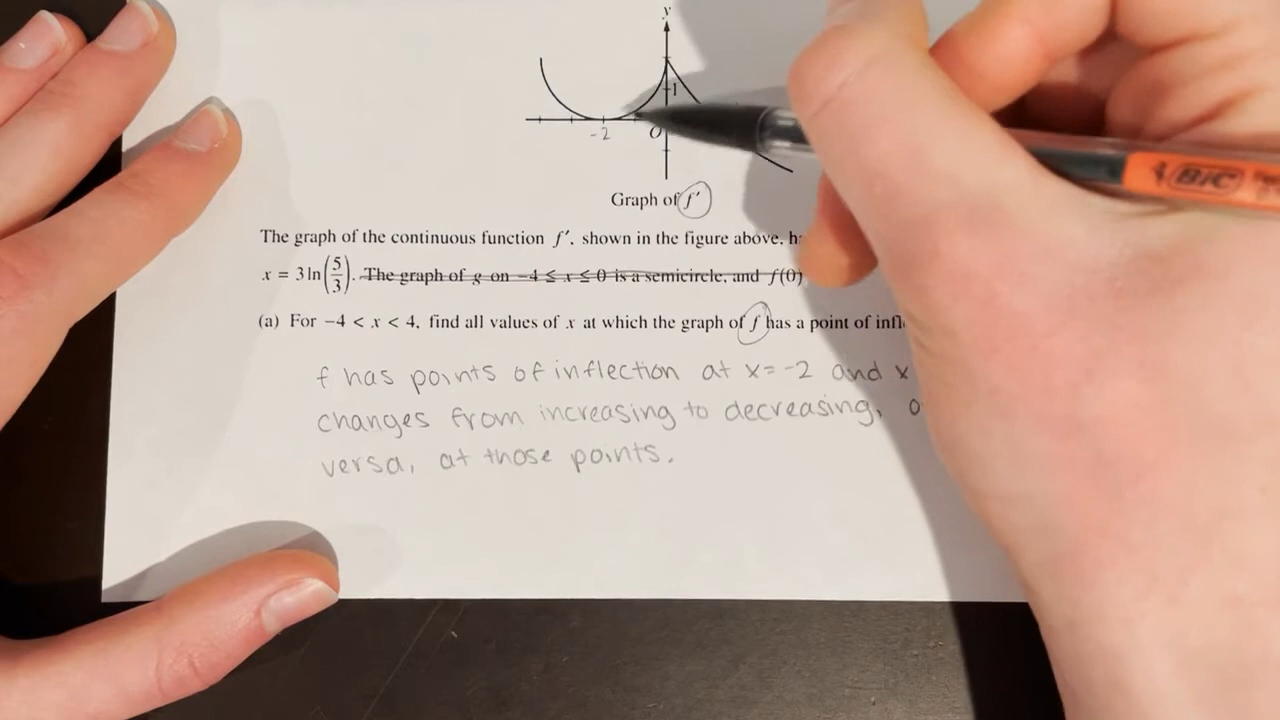 y
1
-2
O
BIC
Graph of f'
The graph of the continuous function f', shown in the figure above,
x = 3 ln(5/3). The graph of g on −4 ≤ x ≤ 0 is a semicircle, and f(0)
(a) For −4 < x < 4, find all values of x at which the graph of f has a point of
f has points of inflection at x=-2 and x
changes from increasing to decreasing,
versa, at those points.